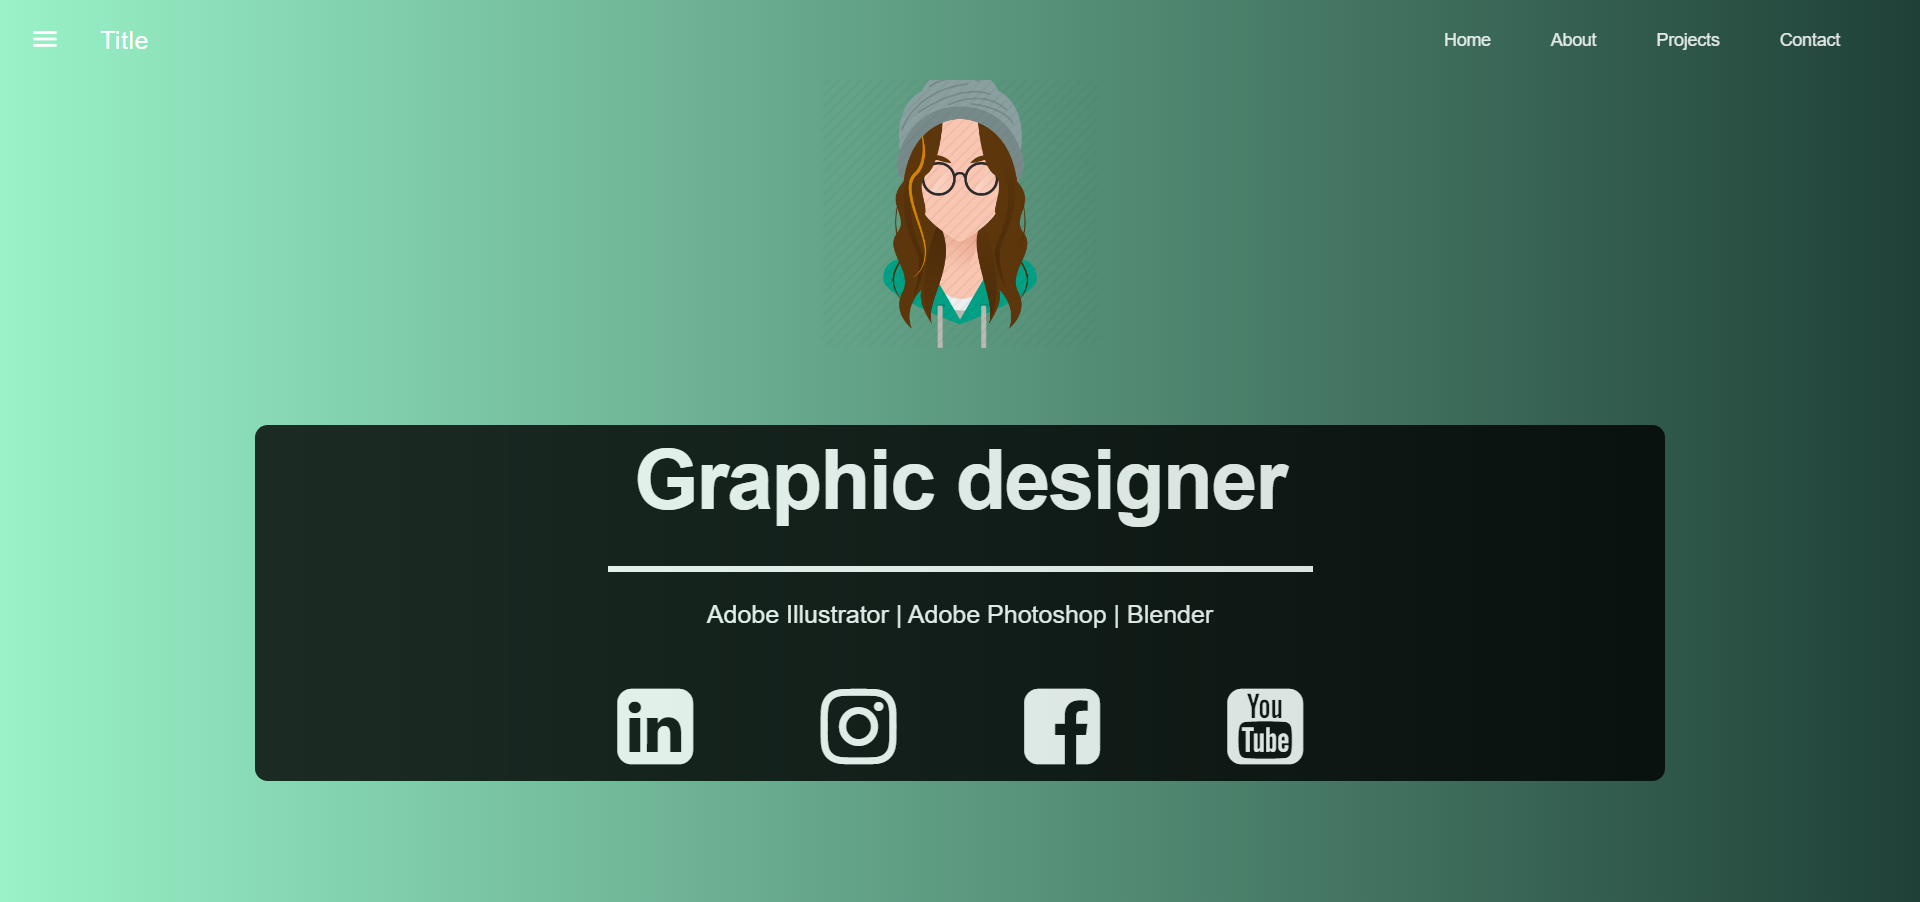 Title
Home About Projects Contact
Graphic designer
Adobe Illustrator | Adobe Photoshop | Blender
in
f
You
Tube